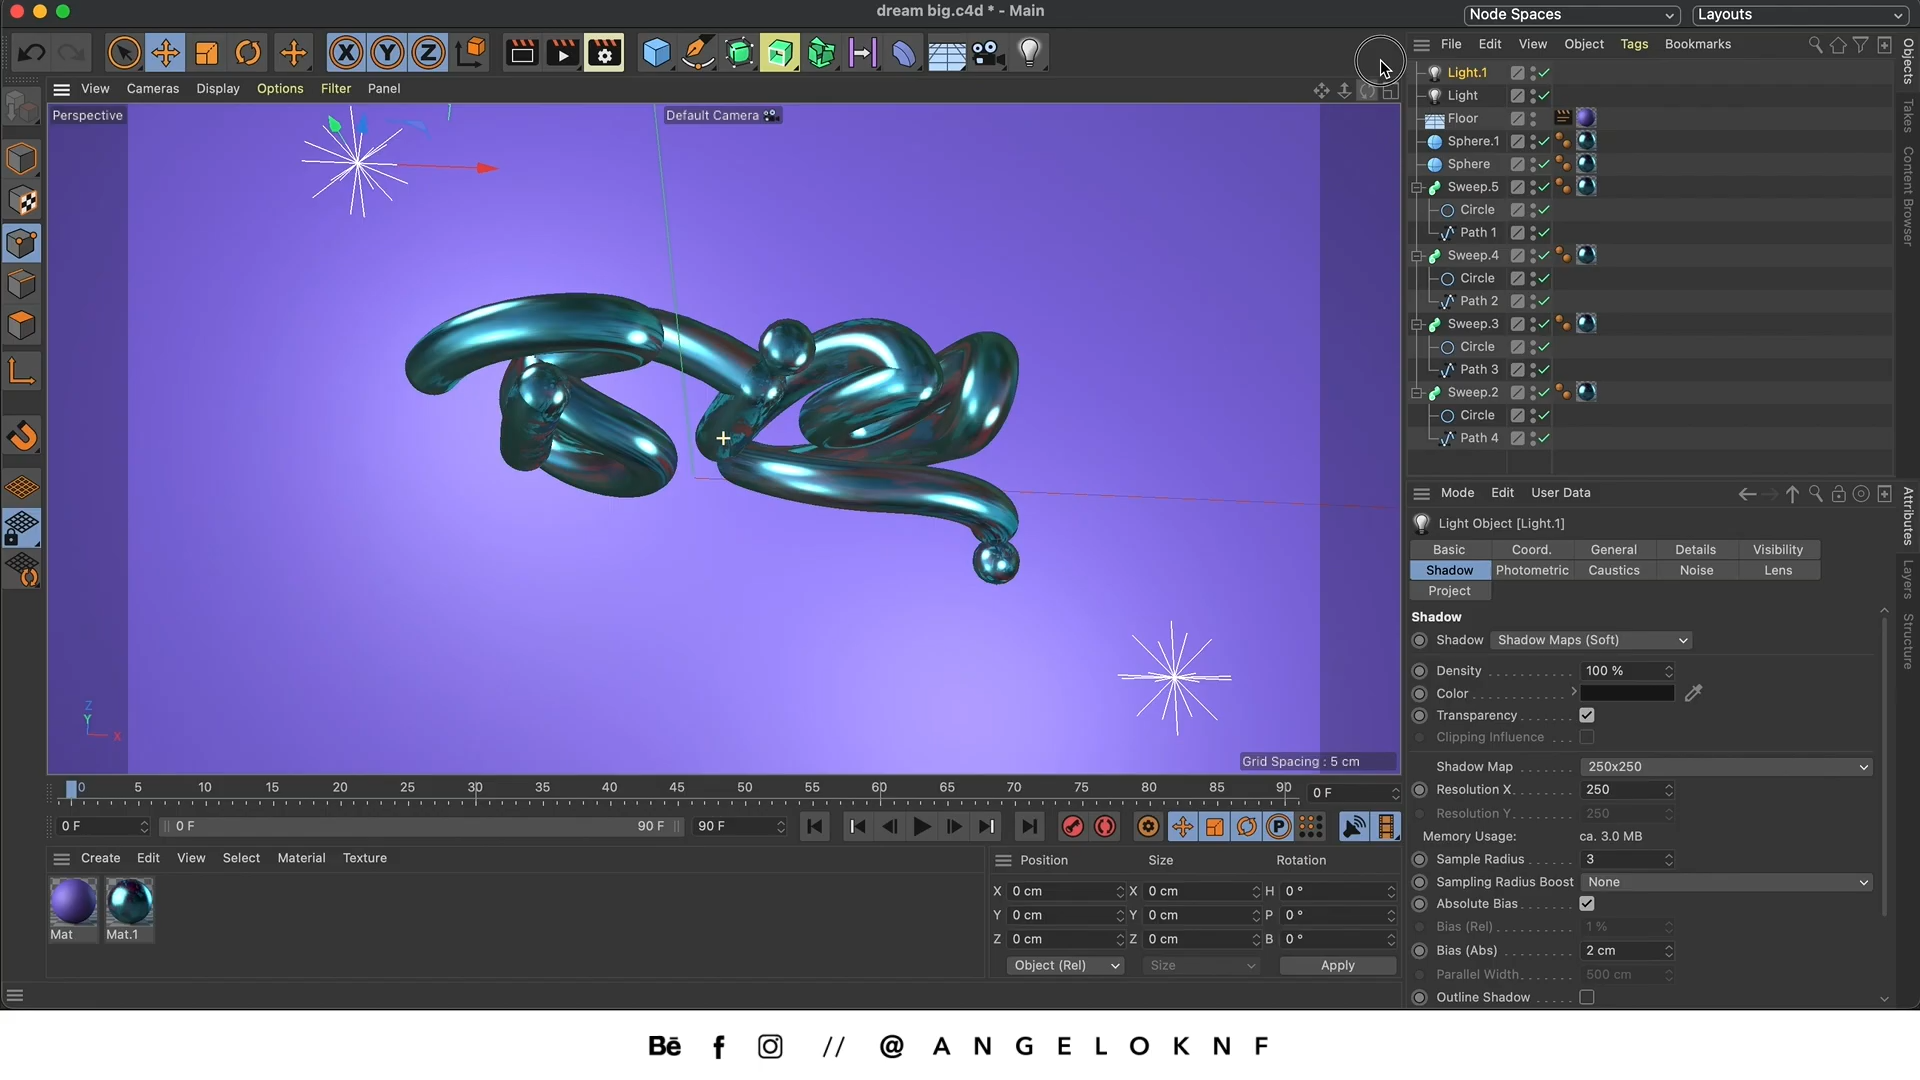 dream big.c4d * - Main
Node Spaces
Layouts
File Edit View Object Tags Bookmarks
View Cameras Display Options Filter Panel
Perspective
Default Camera
Light.1
Light
Floor
Sphere.1
Sphere
Sweep.5
Circle
Path 1
Sweep.4
Circle
Path 2
Sweep.3
Circle
Path 3
Sweep.2
Circle
Path 4
Objects
Takes
Content Browser
Attributes
Layers
Structure
Mode Edit User Data
Light Object [Light.1]
Basic Coord. General Details Visibility
Shadow Photometric Caustics Noise Lens
Project
Shadow
Shadow Shadow Maps (Soft)
Density 100 %
Color
Transparency
Clipping Influence
Shadow Map 250x250
Resolution X 250
Resolution Y 250
Memory Usage: ca. 3.0 MB
Sample Radius 3
Sampling Radius Boost None
Absolute Bias
Bias (Rel) 1 %
Bias (Abs) 2 cm
Parallel Width 500 cm
Outline Shadow
Z
Y
X
Grid Spacing : 5 cm
0 5 10 15 20 25 30 35 40 45 50 55 60 65 70 75 80 85 90 0 F
0 F 0 F 90 F 90 F
P
Create Edit View Select Material Texture
Mat
Mat.1
Position Size Rotation
X 0 cm X 0 cm H 0 °
Y 0 cm Y 0 cm P 0 °
Z 0 cm Z 0 cm B 0 °
Object (Rel) Size Apply
X Y Z
Bē f // @ A N G E L O K N F